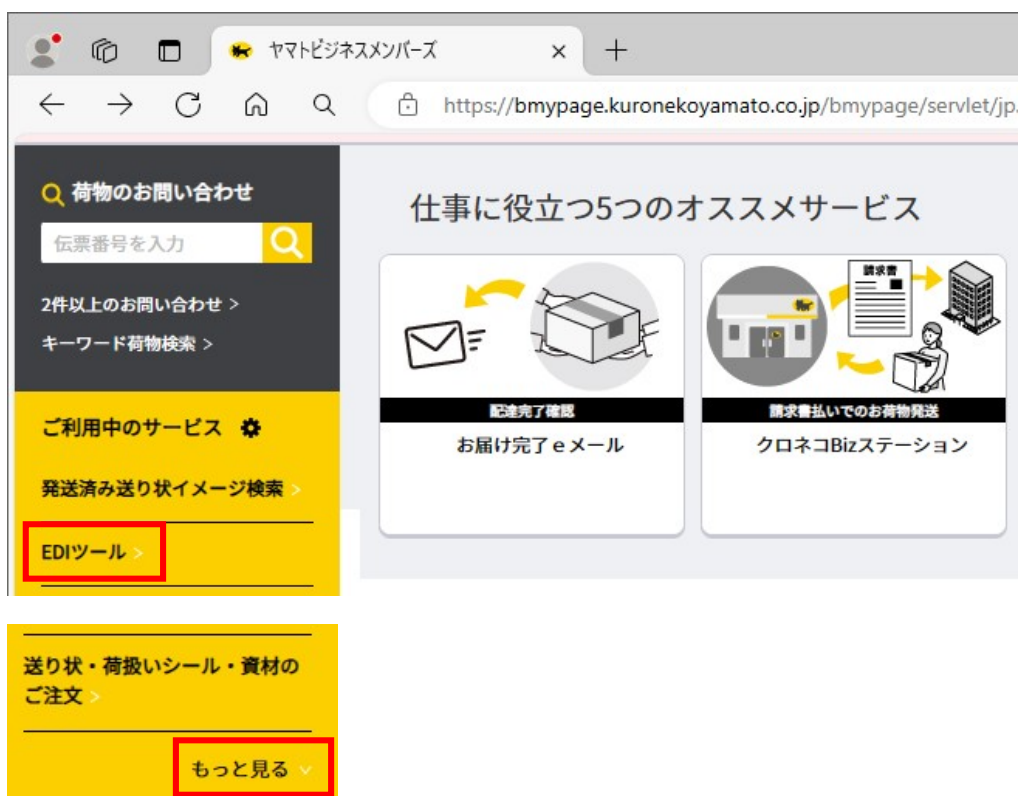 ヤマトビジネスメンバーズ
https://bmypage.kuronekoyamato.co.jp/bmypage/servlet/jp.
荷物のお問い合わせ
伝票番号を入力
2件以上のお問い合わせ >
キーワード荷物検索 >
ご利用中のサービス
発送済み送り状イメージ検索 >
EDIツール >
仕事に役立つ5つのオススメサービス
配達完了確認
お届け完了eメール
請求書
請求書払いでのお荷物発送
クロネコBizステーション
送り状・荷扱いシール・資材の
ご注文 >
もっと見る